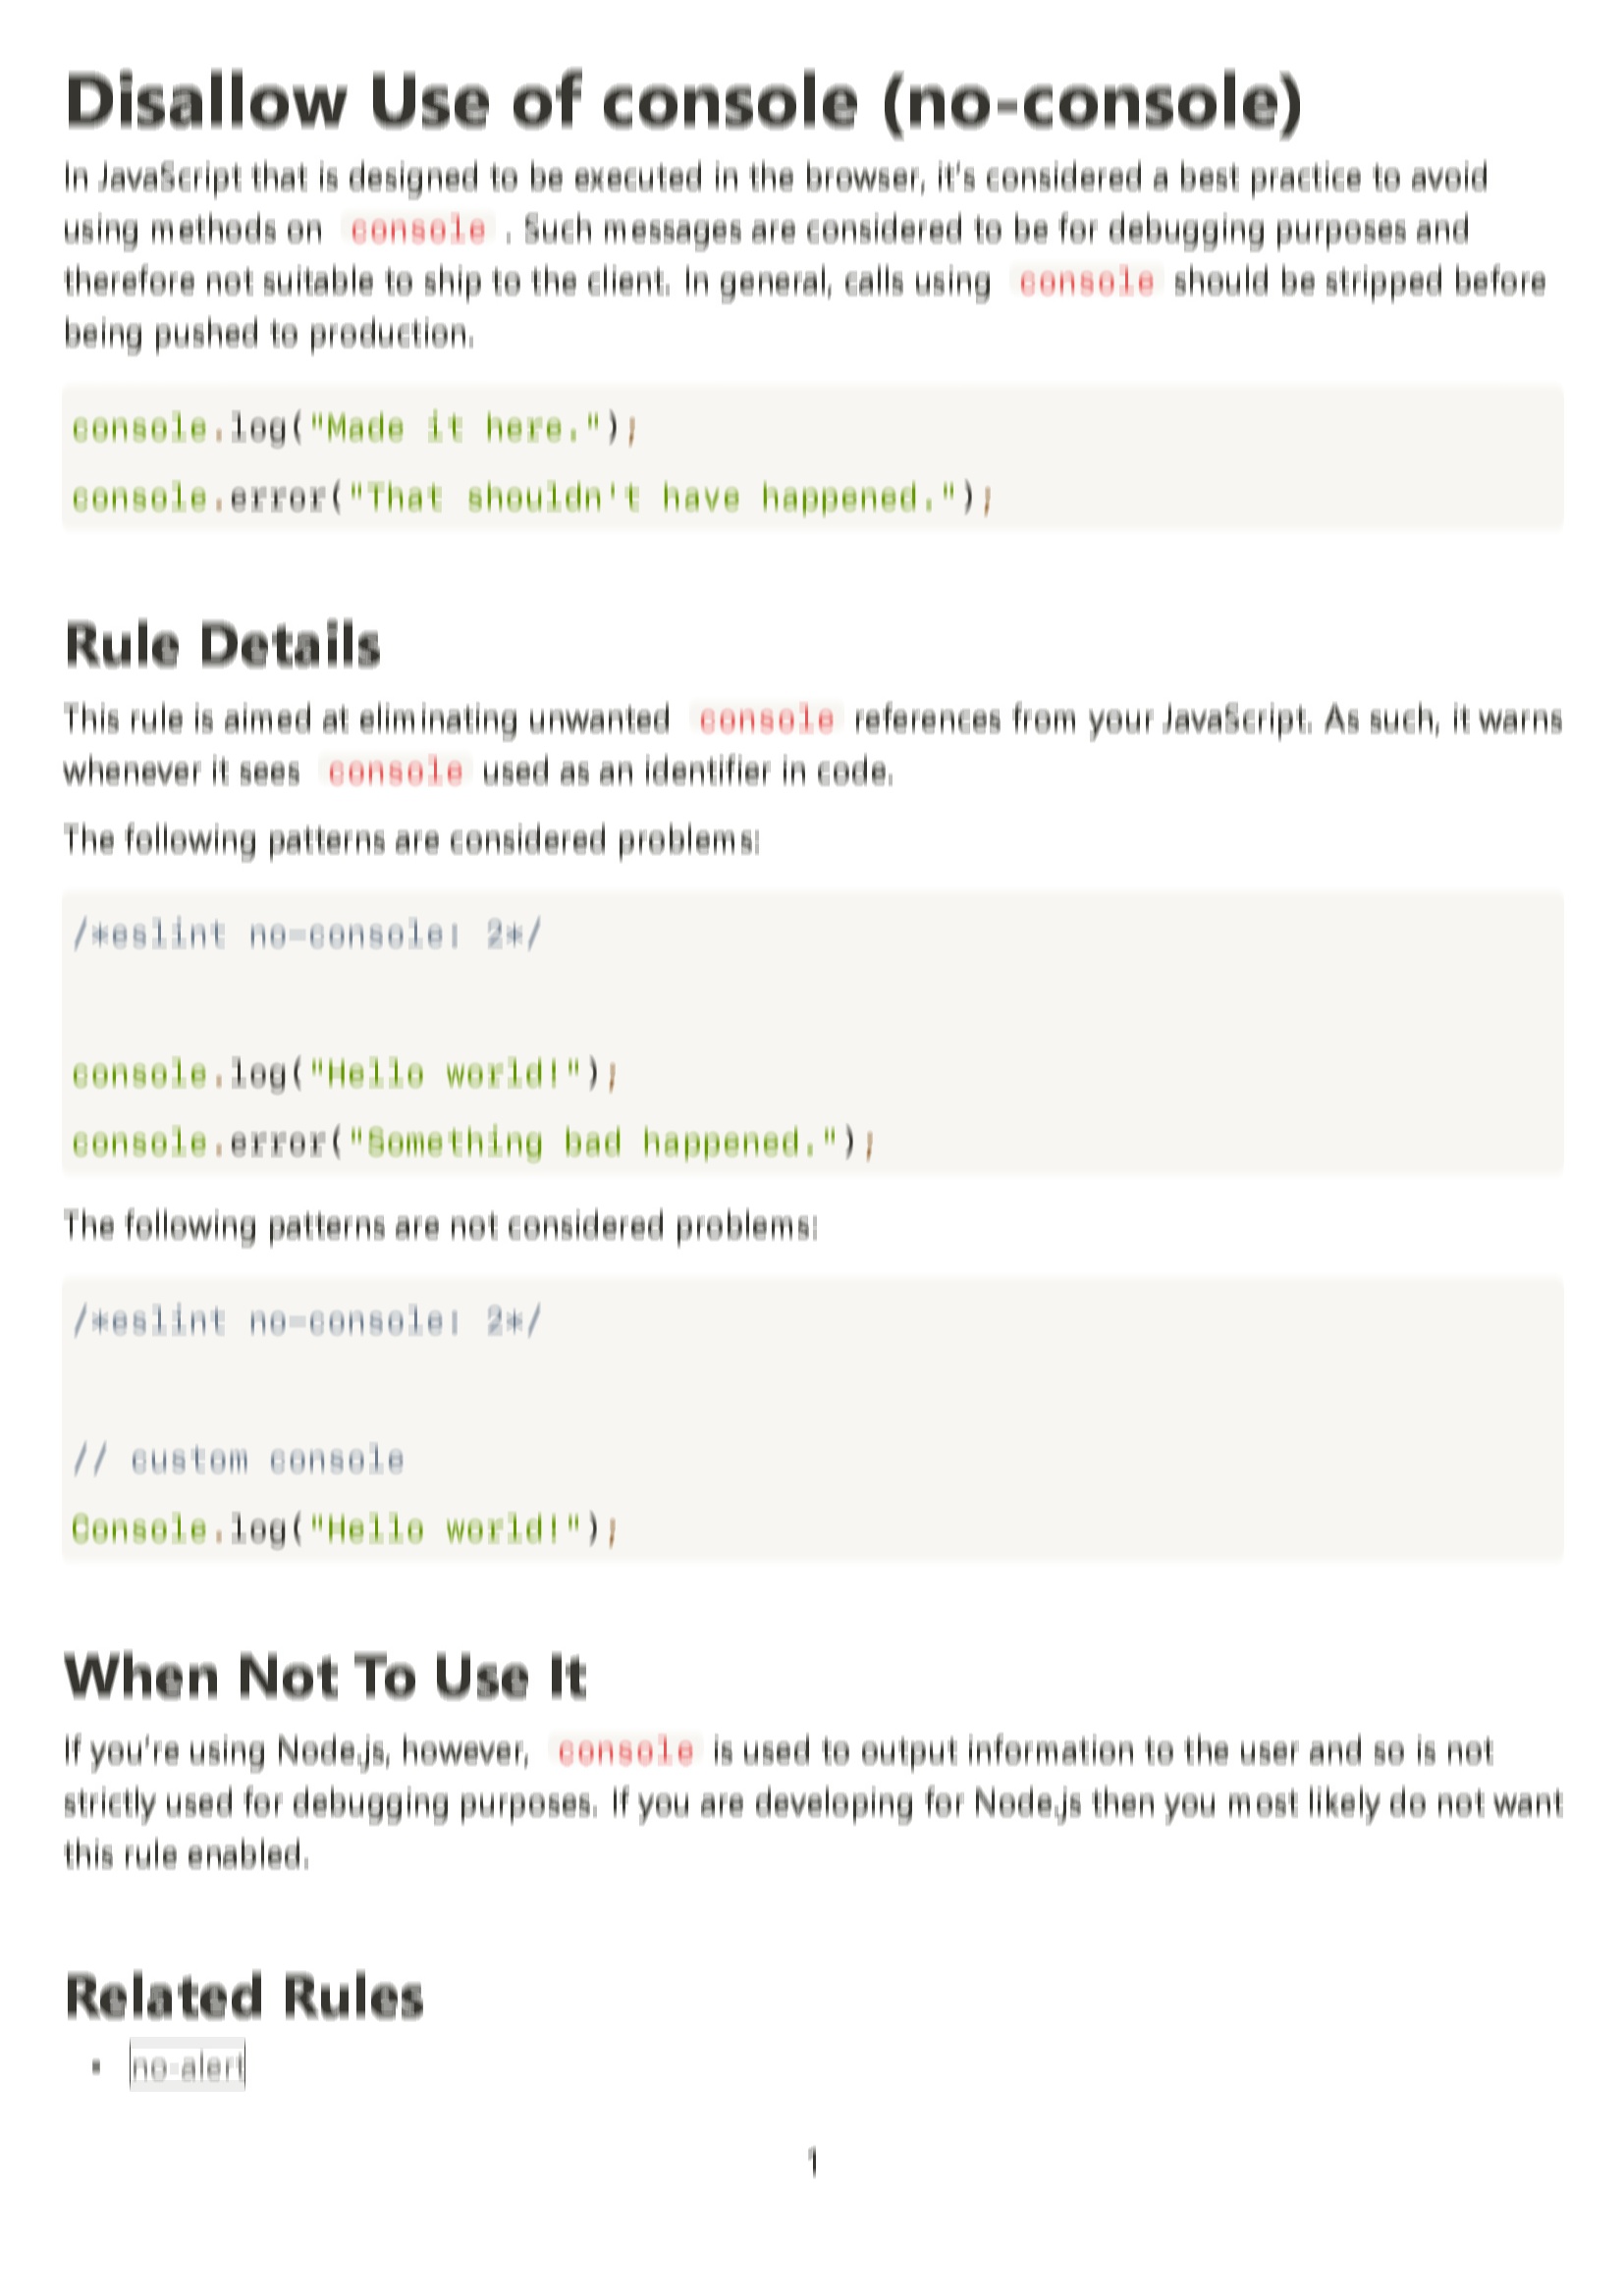 Disallow Use of console (no-console)
In JavaScript that is designed to be executed in the browser, it's considered a best practice to avoid
using methods on console . Such messages are considered to be for debugging purposes and
therefore not suitable to ship to the client. In general, calls using console should be stripped before
being pushed to production.
console.log("Made it here.");
console.error("That shouldn't have happened.");
Rule Details
This rule is aimed at eliminating unwanted console references from your JavaScript. As such, it warns
whenever it sees console used as an identifier in code.
The following patterns are considered problems:
/*eslint no-console: 2*/
console.log("Hello world!");
console.error("Something bad happened.");
The following patterns are not considered problems:
/*eslint no-console: 2*/
// custom console
Console.log("Hello world!");
When Not To Use It
If you're using Node.js, however, console is used to output information to the user and so is not
strictly used for debugging purposes. If you are developing for Node.js then you most likely do not want
this rule enabled.
Related Rules
• no-alert
1